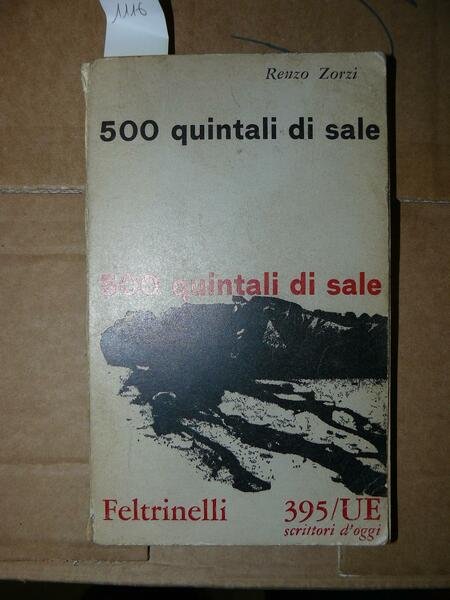 1116
Renzo Zorzi
500 quintali di sale
500 quintali di sale
Feltrinelli
395/UE
scrittori d'oggi